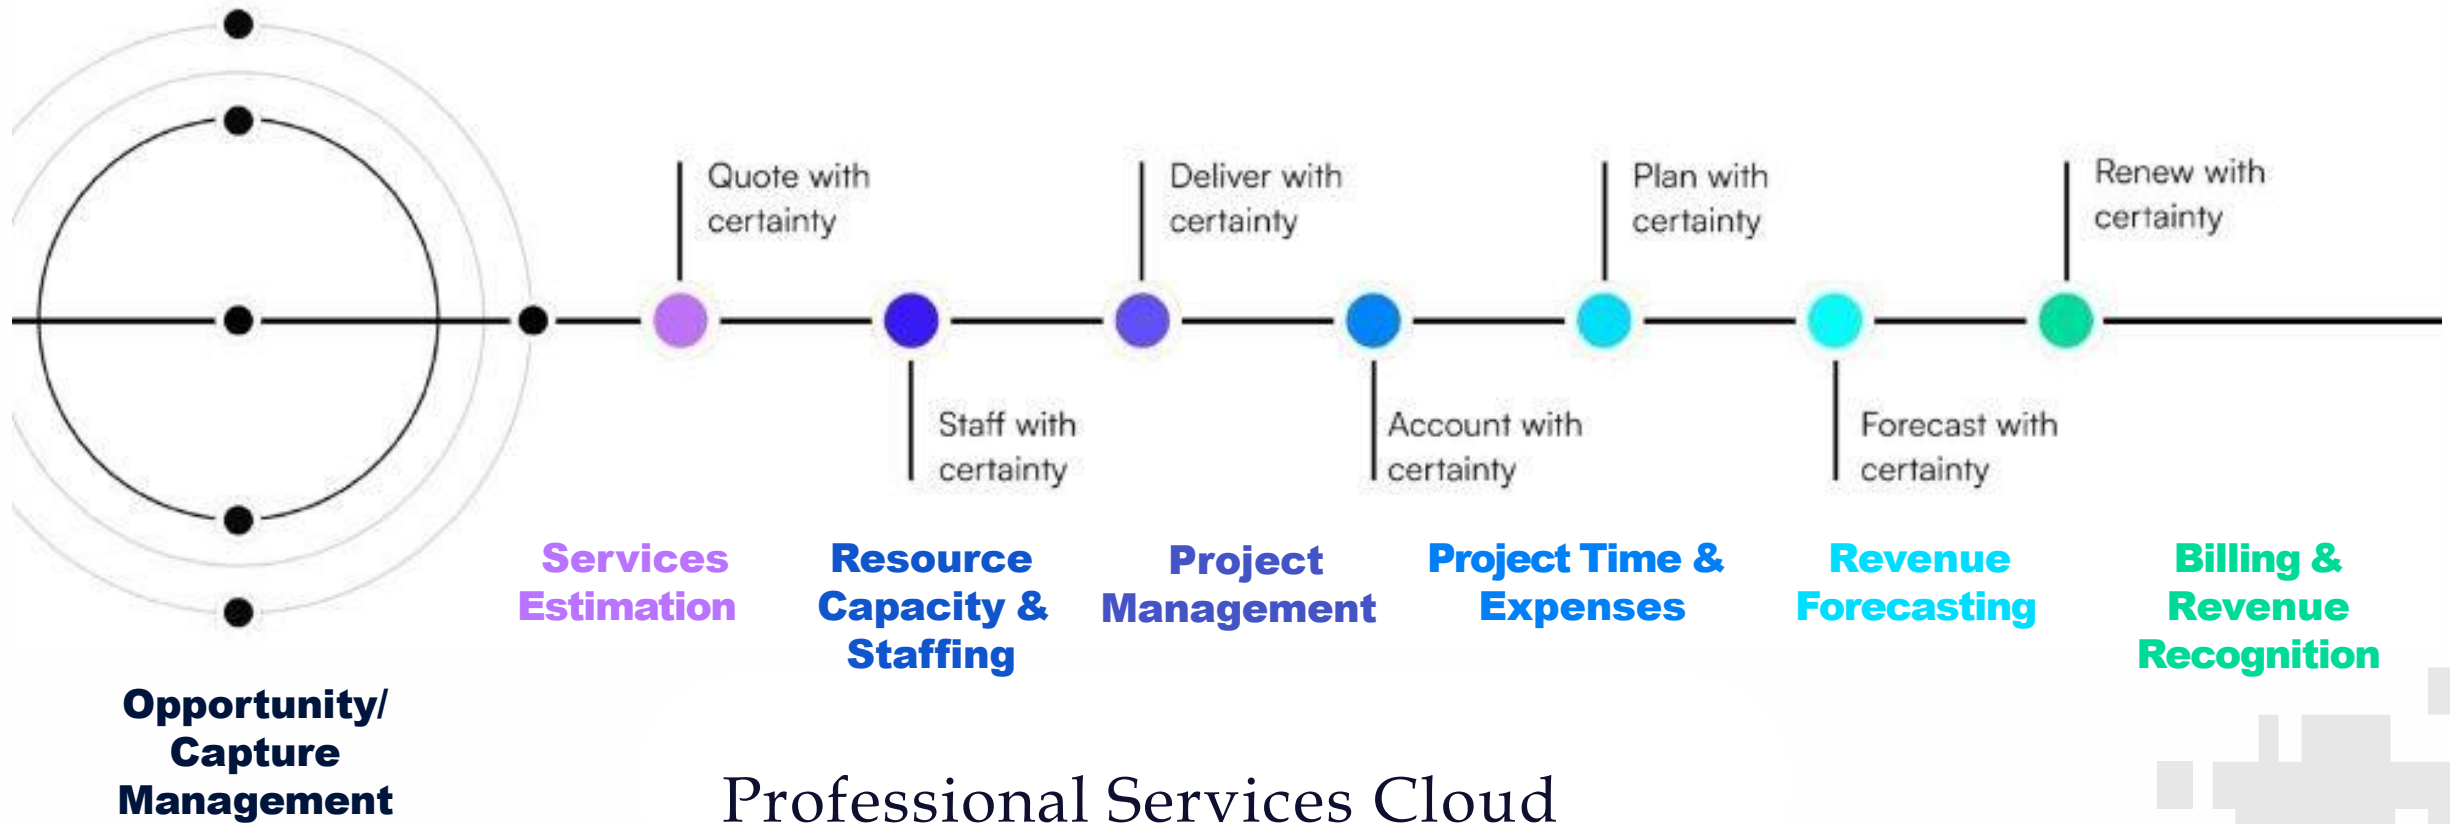 Quote with
certainty
Deliver with
certainty
Plan with
certainty
Renew with
certainty
Staff with
certainty
Account with
certainty
Forecast with
certainty
Services
Estimation
Resource
Capacity &
Staffing
Project
Management
Project Time &
Expenses
Revenue
Forecasting
Billing &
Revenue
Recognition
Opportunity/
Capture
Management
Professional Services Cloud